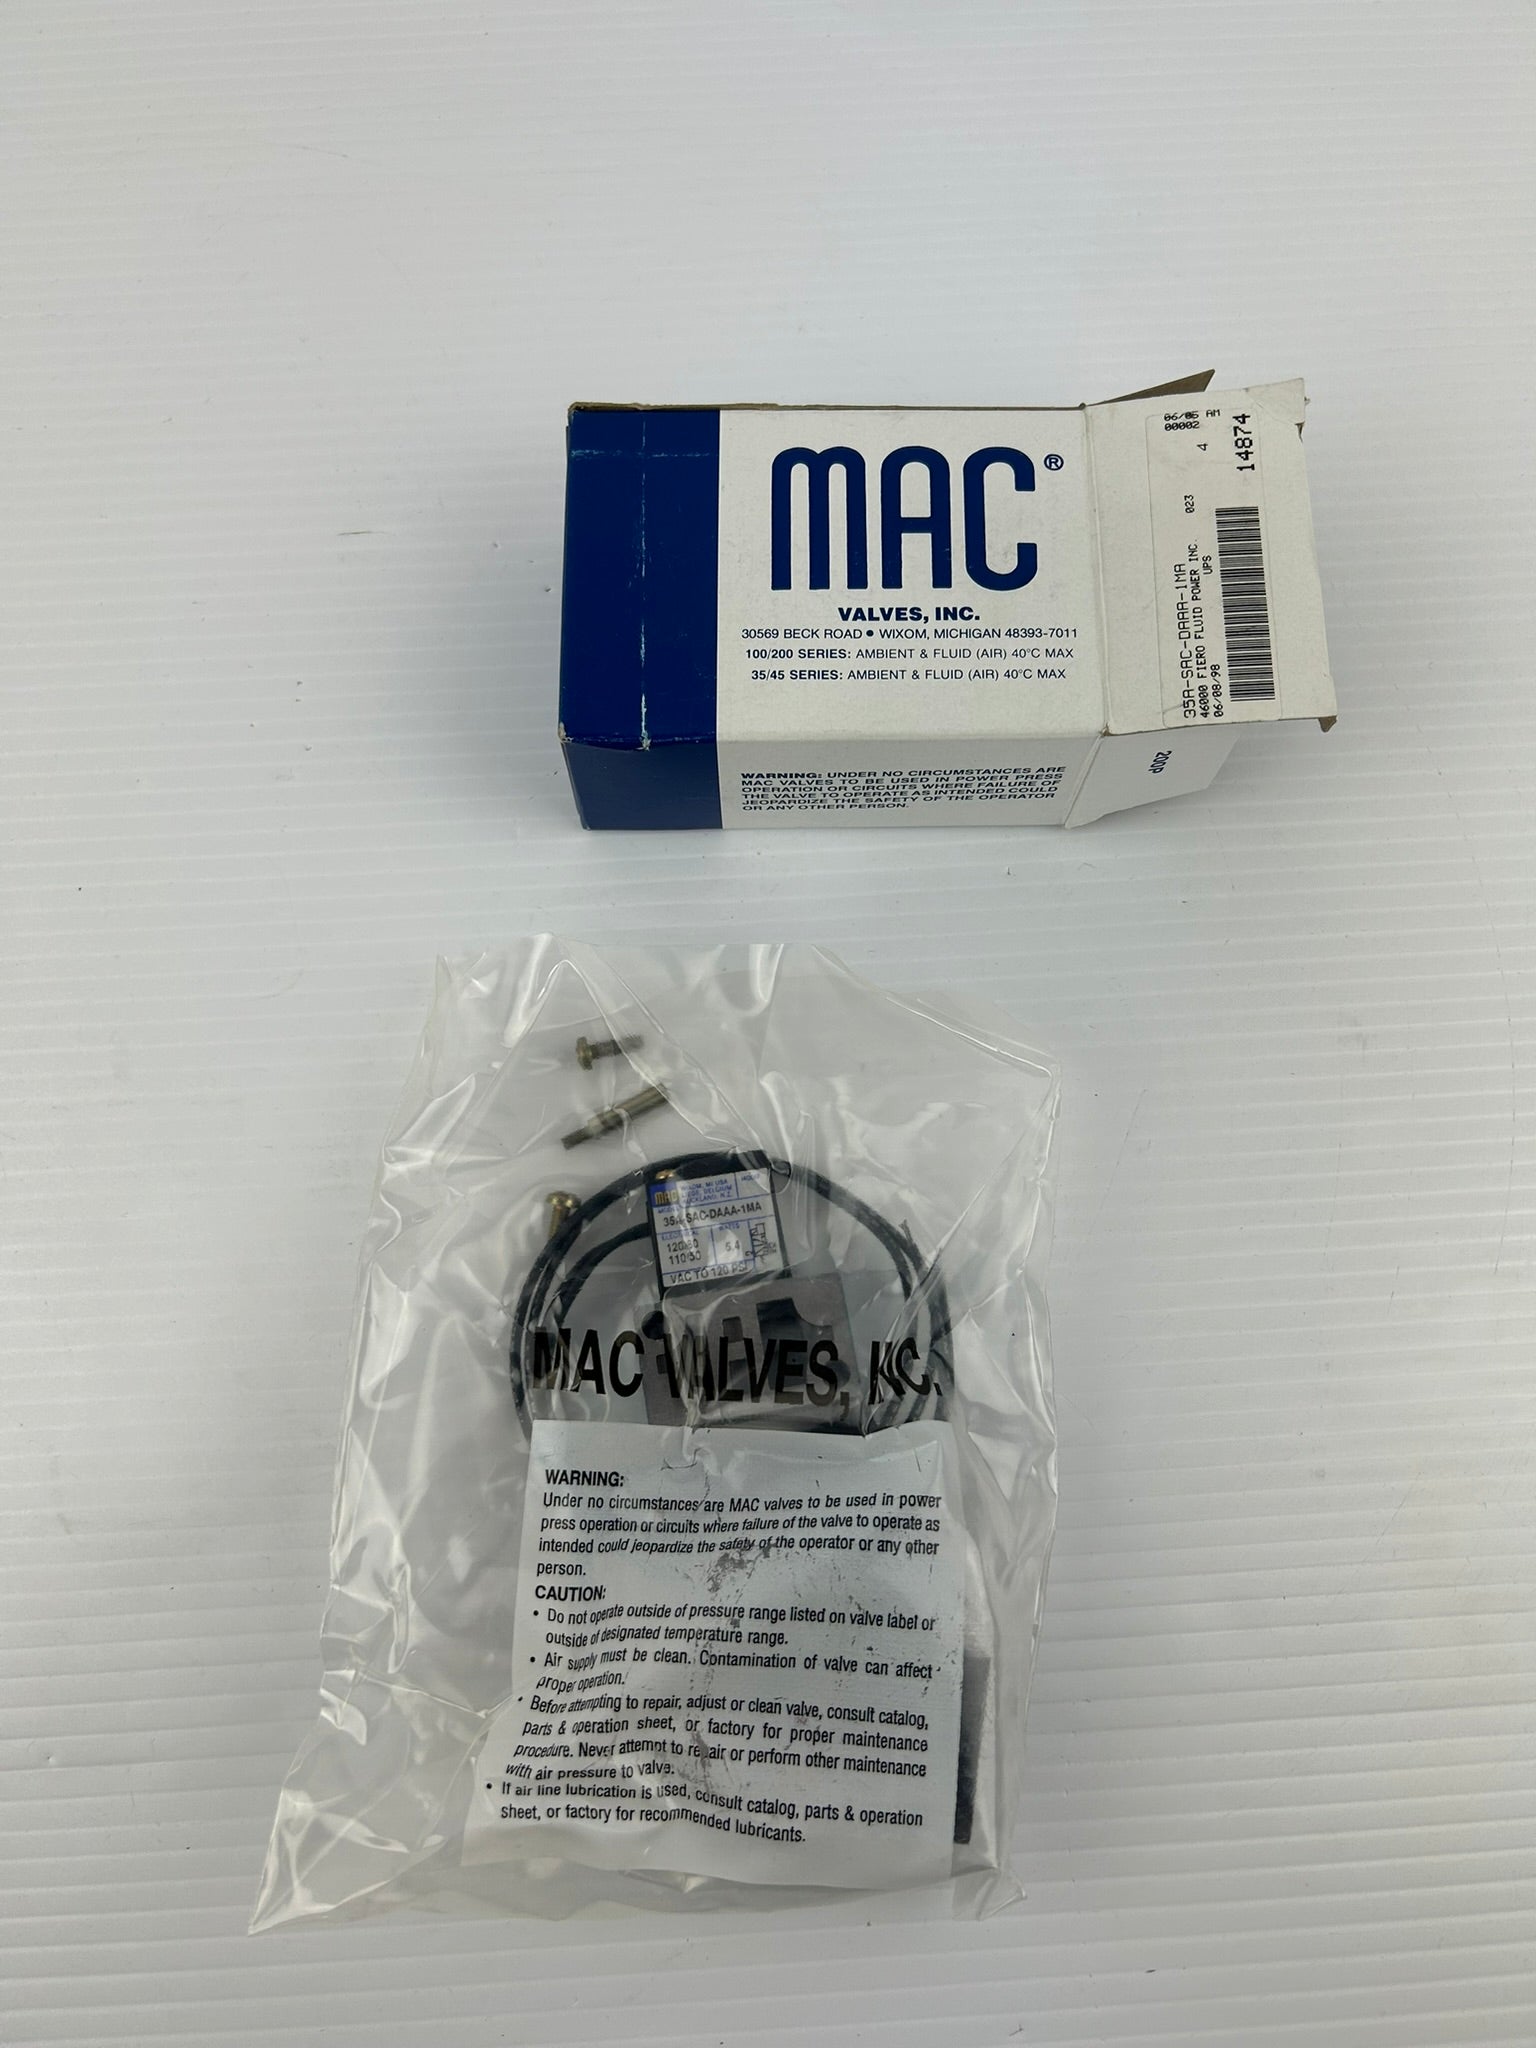 MAC®
VALVES, INC.
30569 BECK ROAD ● WIXOM, MICHIGAN 48393-7011
100/200 SERIES: AMBIENT & FLUID (AIR) 40°C MAX
35/45 SERIES: AMBIENT & FLUID (AIR) 40°C MAX
WARNING: UNDER NO CIRCUMSTANCES ARE
MAC VALVES TO BE USED IN POWER PRESS
OPERATION OR CIRCUITS WHERE FAILURE OF
THE VALVE TO OPERATE AS INTENDED COULD
JEOPARDIZE THE SAFETY OF THE OPERATOR
OR ANY OTHER PERSON.
35A-SAC-DAAA-1MA
46000 FIERO FLUID POWER INC. 023
06/08/98 UPS
4
00002
AM
14874
200P
MAC
WIXOM, MI USA
BELGIUM
N.Z.
35A-SAC-DAAA-1MA
WATTS
120/60
110/50
5.4
VAC TO 120 PSI
MAC VALVES, INC.
WARNING:
Under no circumstances are MAC valves to be used in power
press operation or circuits where failure of the valve to operate as
intended could jeopardize the safety of the operator or any other
person.
CAUTION:
• Do not operate outside of pressure range listed on valve label or
outside of designated temperature range.
• Air supply must be clean. Contamination of valve can affect
proper operation.
• Before attempting to repair, adjust or clean valve, consult catalog,
parts & operation sheet, or factory for proper maintenance
procedure. Never attempt to repair or perform other maintenance
with air pressure to valve.
• If air line lubrication is used, consult catalog, parts & operation
sheet, or factory for recommended lubricants.